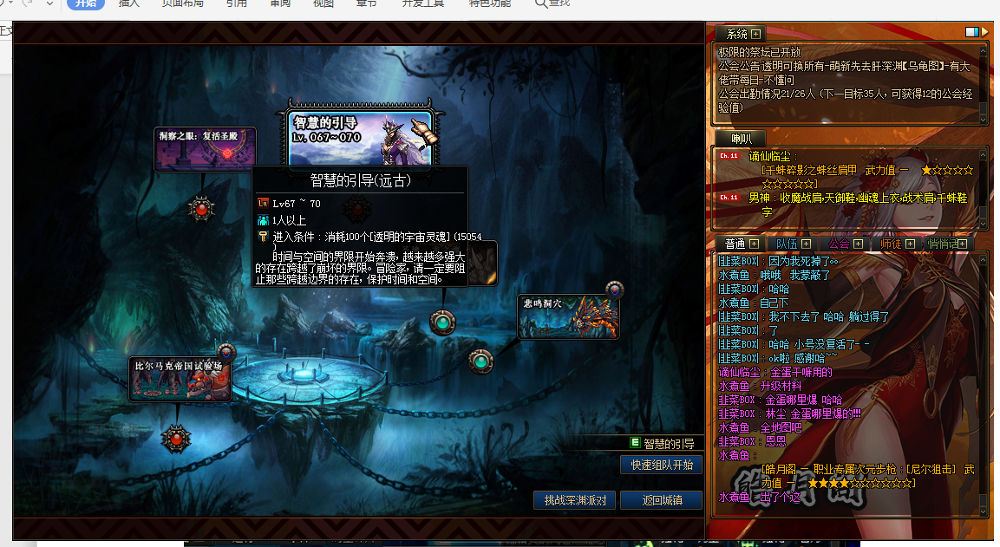 开始 插入 页面布局 引用 审阅 视图 章节 开发工具 特色功能 查找
洞察之眼：复活圣殿
智慧的引导
Lv. 067~070
智慧的引导(远古)
Lv67 ~ 70
1人以上
进入条件：消耗100个[透明的宇宙灵魂] (15054
)
时间与空间的界限开始奔溃，越来越多强大
的存在跨越了崩坏的界限。冒险家，请一定要阻
止那些跨越边界的存在，保护时间和空间。
悲鸣洞穴
比尔马克帝国试验场
E 智慧的引导
快速组队开始
挑战深渊派对
返回城镇
系统
极限的祭坛已开放
公会公告:透明可换所有-萌新先去肝深渊【乌龟图】-有大
佬带每日-不懂问
公会出勤情况21/26人 (下一目标35人, 可获得12的公会经
验值)
喇叭
Ch.11 谪仙临尘：
[千蛛碎影之蛛丝肩甲 武力值 — ★☆☆☆☆
☆☆☆☆☆]
Ch.11 男神：收魔战肩,天御鞋,幽魂上衣,战术肩,千蛛鞋
字
普通 队伍 公会 师徒 悄悄话
韭菜BOX：因为我死掉了。。
水煮鱼：哦哦 我蒙蔽了
韭菜BOX：哈哈
水煮鱼：自己下
韭菜BOX：我不下去了 哈哈 躺过得了
韭菜BOX：了
韭菜BOX：哈哈 小号没复活了- -
韭菜BOX：ok啦 感谢哈~~
谪仙临尘：金蛋干嘛用的
水煮鱼：升级材料
韭菜BOX：金蛋哪里爆 哈哈
韭菜BOX：林尘 金蛋哪里爆的!!!
水煮鱼：全地图吧
韭菜BOX：恩恩
水煮鱼：
[皓月阁 — 职业专属次元步枪：[尼尔狙击] 武
力值 — ★★★★☆☆☆☆☆☆]
水煮鱼：出了个这
皓月阁